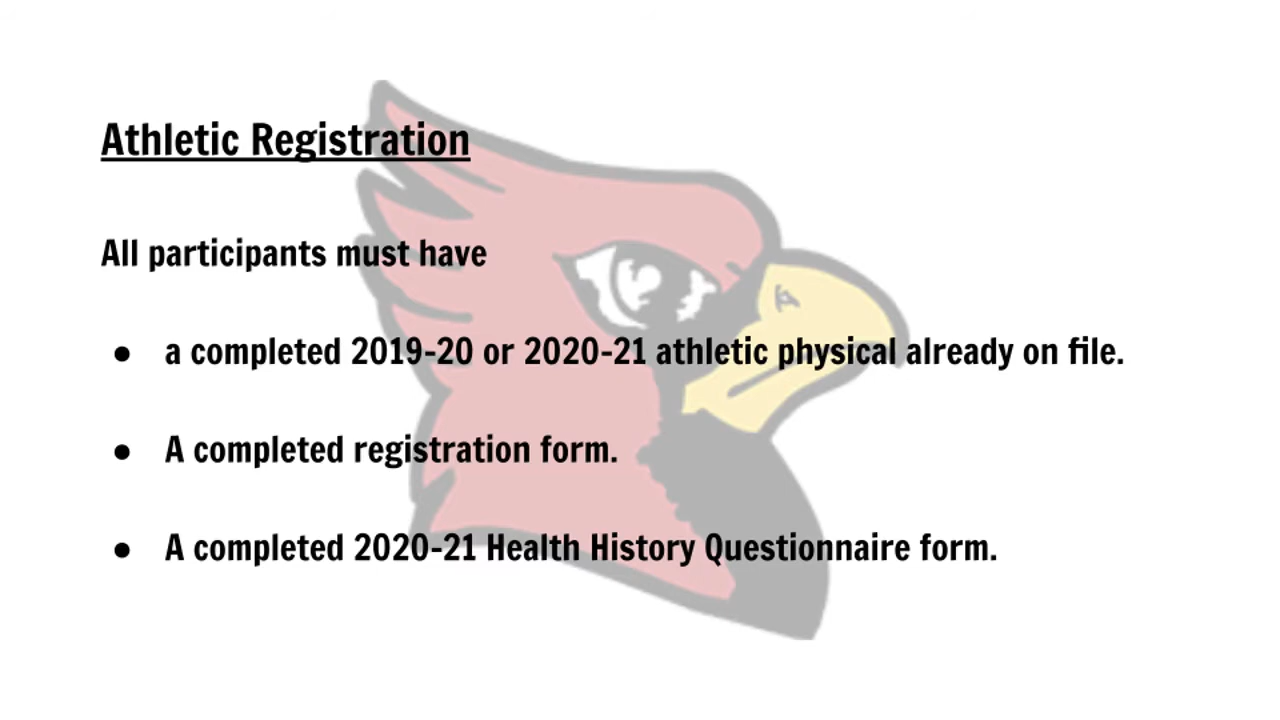 Athletic Registration
All participants must have
● a completed 2019-20 or 2020-21 athletic physical already on file.
● A completed registration form.
● A completed 2020-21 Health History Questionnaire form.